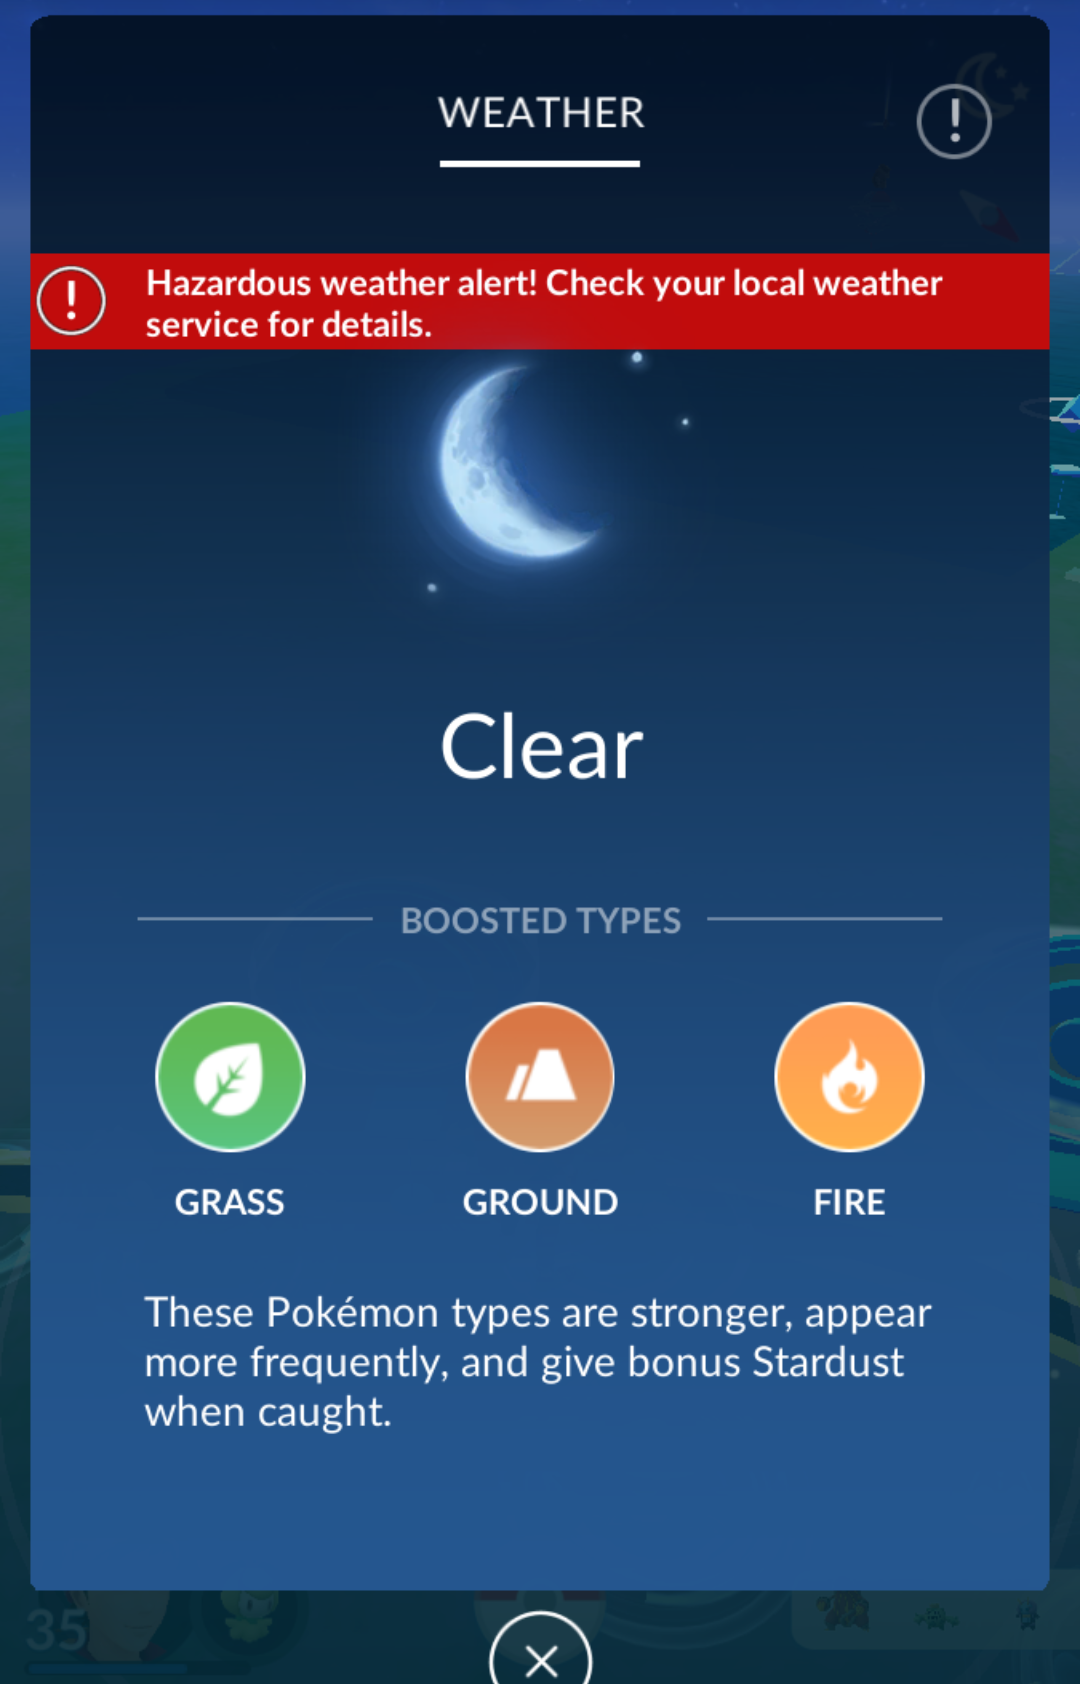 WEATHER
Hazardous weather alert! Check your local weather
service for details.
Clear
BOOSTED TYPES
GRASS
GROUND
FIRE
These Pokémon types are stronger, appear
more frequently, and give bonus Stardust
when caught.
35